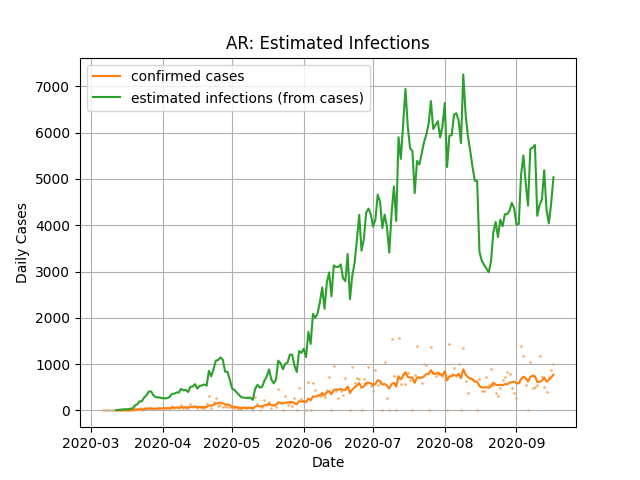 AR: Estimated Infections
confirmed cases
estimated infections (from cases)
Daily Cases
7000
6000
5000
4000
3000
2000
1000
0
2020-03 2020-04 2020-05 2020-06 2020-07 2020-08 2020-09
Date